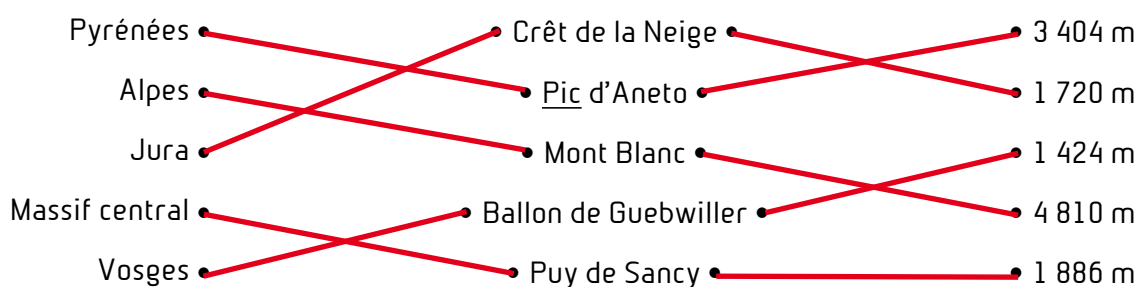 Pyrénées Crêt de la Neige 3 404 m
Alpes Pic d'Aneto 1 720 m
Jura Mont Blanc 1 424 m
Massif central Ballon de Guebwiller 4 810 m
Vosges Puy de Sancy 1 886 m